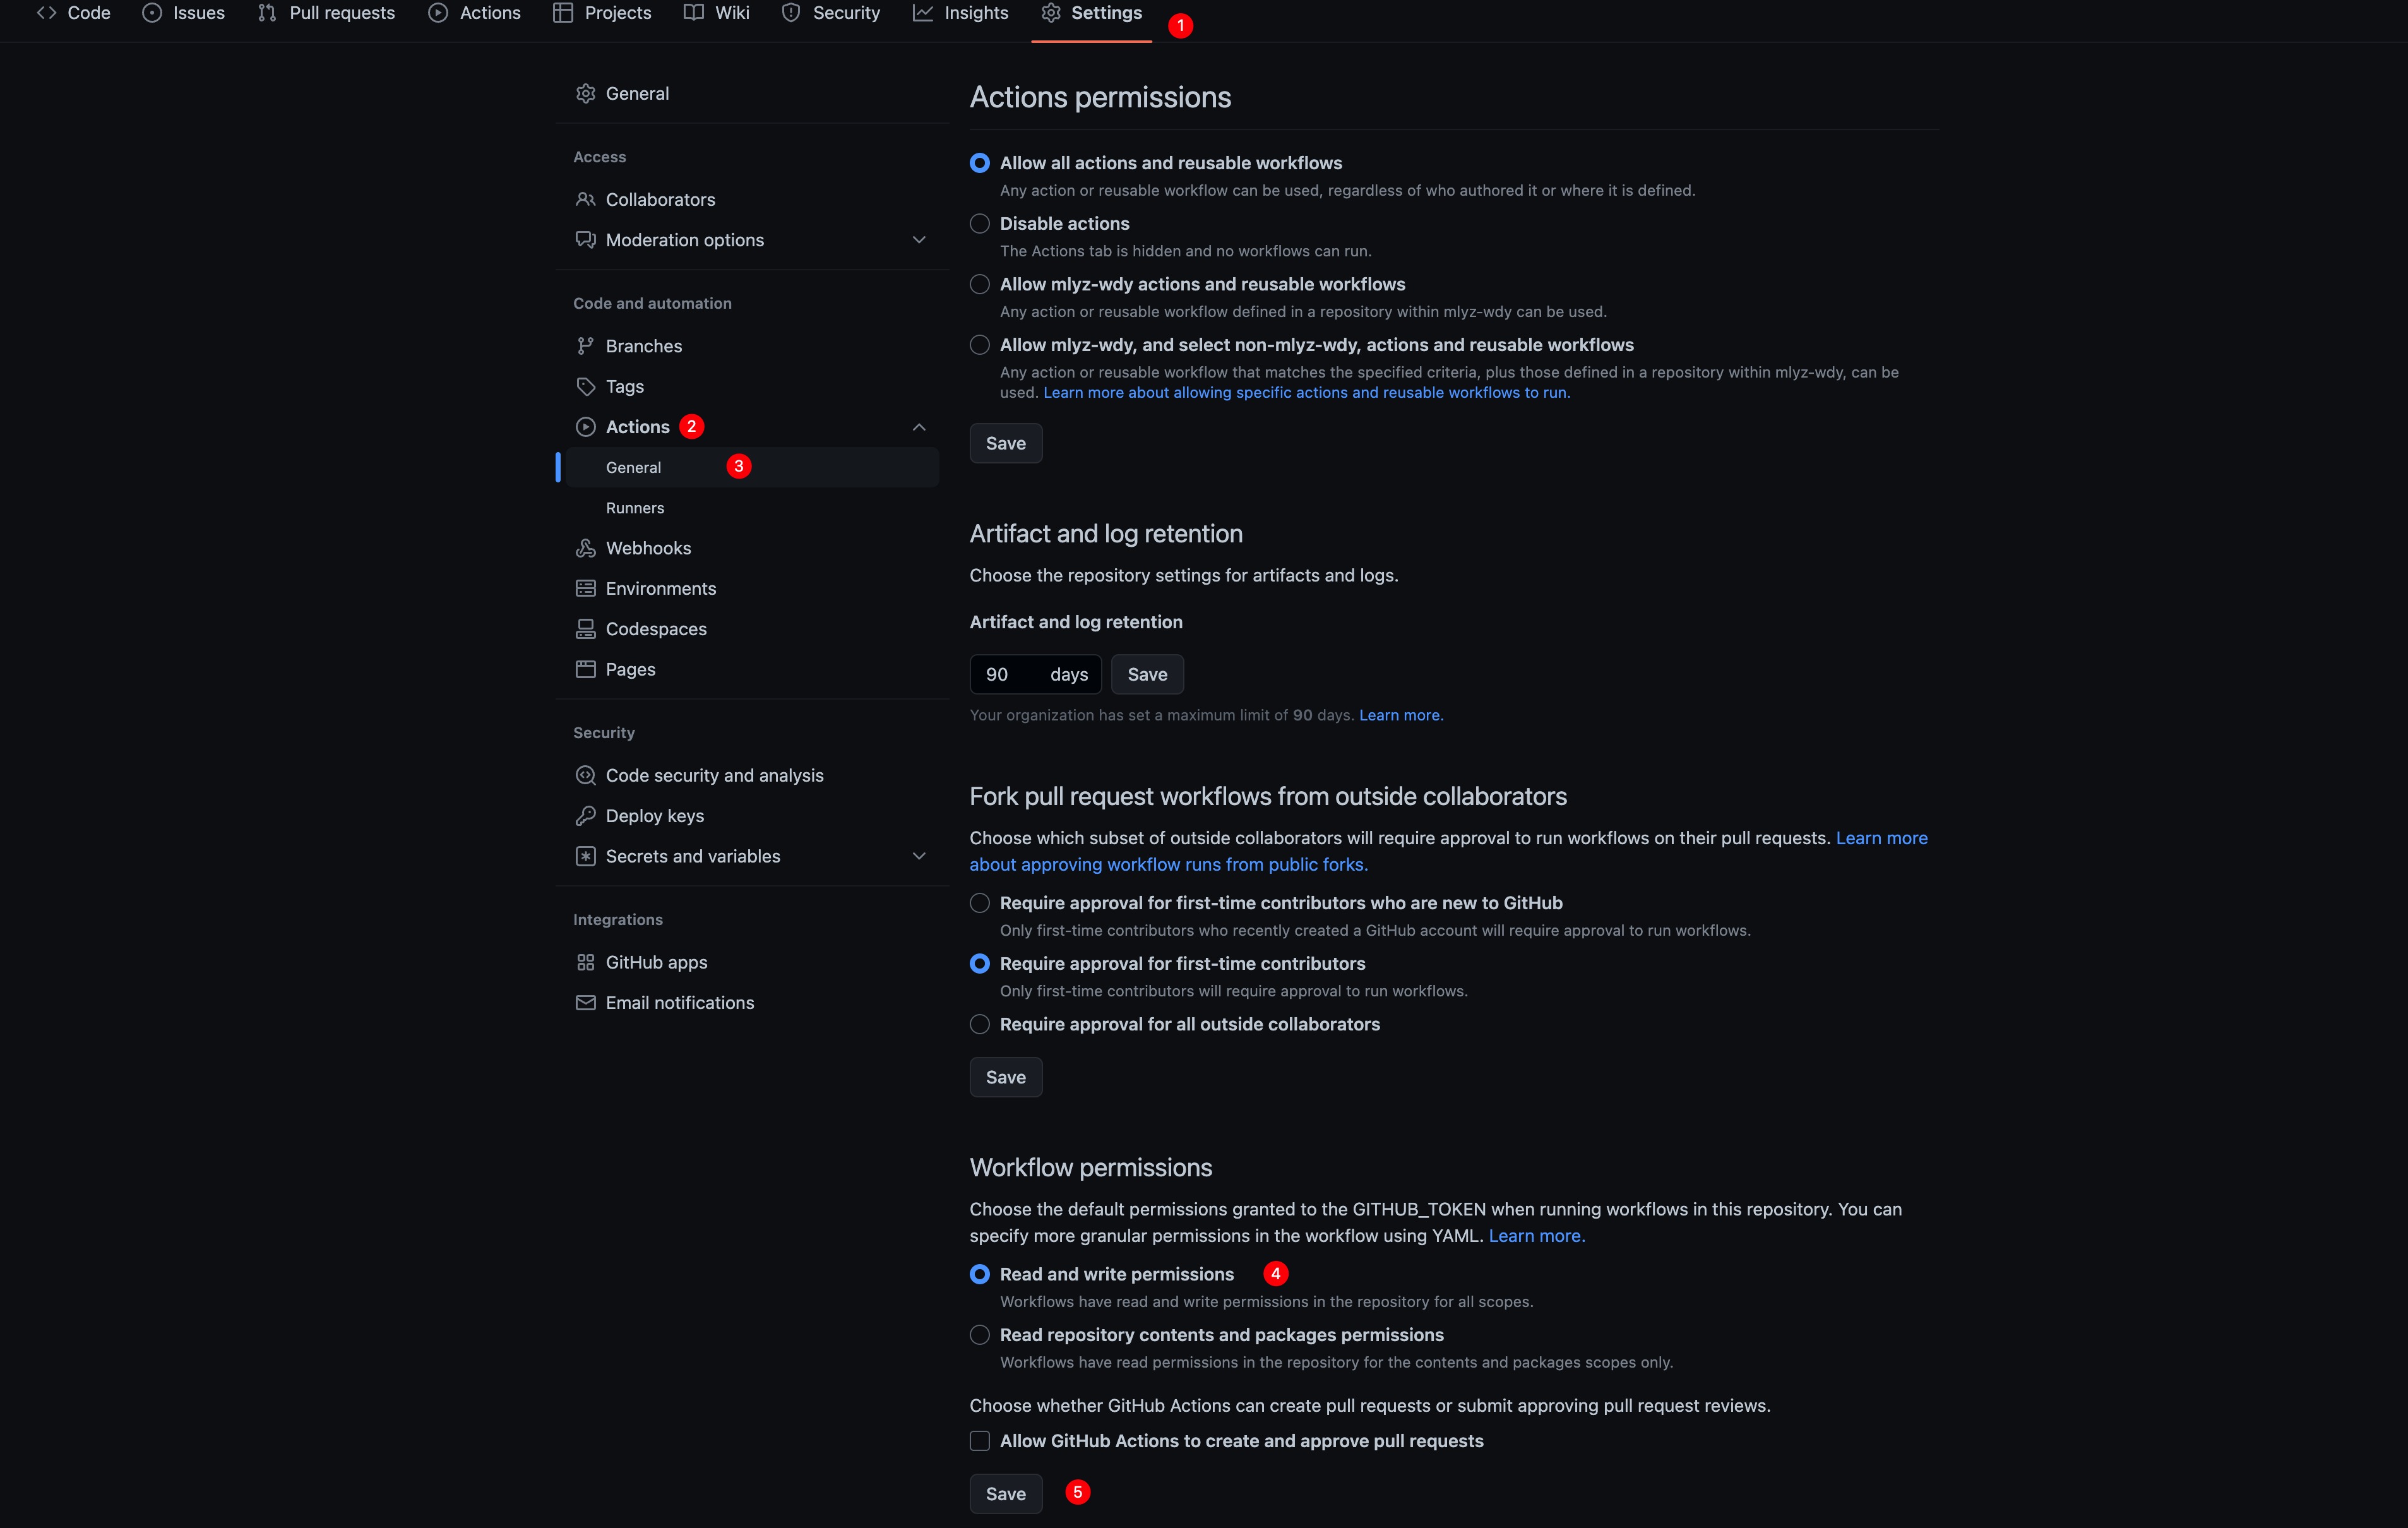 Code Issues Pull requests Actions Projects Wiki Security Insights Settings 1
General
Access
Collaborators
Moderation options
Code and automation
Branches
Tags
Actions 2
General 3
Runners
Webhooks
Environments
Codespaces
Pages
Security
Code security and analysis
Deploy keys
Secrets and variables
Integrations
GitHub apps
Email notifications
Actions permissions
Allow all actions and reusable workflows
Any action or reusable workflow can be used, regardless of who authored it or where it is defined.
Disable actions
The Actions tab is hidden and no workflows can run.
Allow mlyz-wdy actions and reusable workflows
Any action or reusable workflow defined in a repository within mlyz-wdy can be used.
Allow mlyz-wdy, and select non-mlyz-wdy, actions and reusable workflows
Any action or reusable workflow that matches the specified criteria, plus those defined in a repository within mlyz-wdy, can be
used. Learn more about allowing specific actions and reusable workflows to run.
Save
Artifact and log retention
Choose the repository settings for artifacts and logs.
Artifact and log retention
90 days Save
Your organization has set a maximum limit of 90 days. Learn more.
Fork pull request workflows from outside collaborators
Choose which subset of outside collaborators will require approval to run workflows on their pull requests. Learn more
about approving workflow runs from public forks.
Require approval for first-time contributors who are new to GitHub
Only first-time contributors who recently created a GitHub account will require approval to run workflows.
Require approval for first-time contributors
Only first-time contributors will require approval to run workflows.
Require approval for all outside collaborators
Save
Workflow permissions
Choose the default permissions granted to the GITHUB_TOKEN when running workflows in this repository. You can
specify more granular permissions in the workflow using YAML. Learn more.
Read and write permissions 4
Workflows have read and write permissions in the repository for all scopes.
Read repository contents and packages permissions
Workflows have read permissions in the repository for the contents and packages scopes only.
Choose whether GitHub Actions can create pull requests or submit approving pull request reviews.
Allow GitHub Actions to create and approve pull requests
Save 5